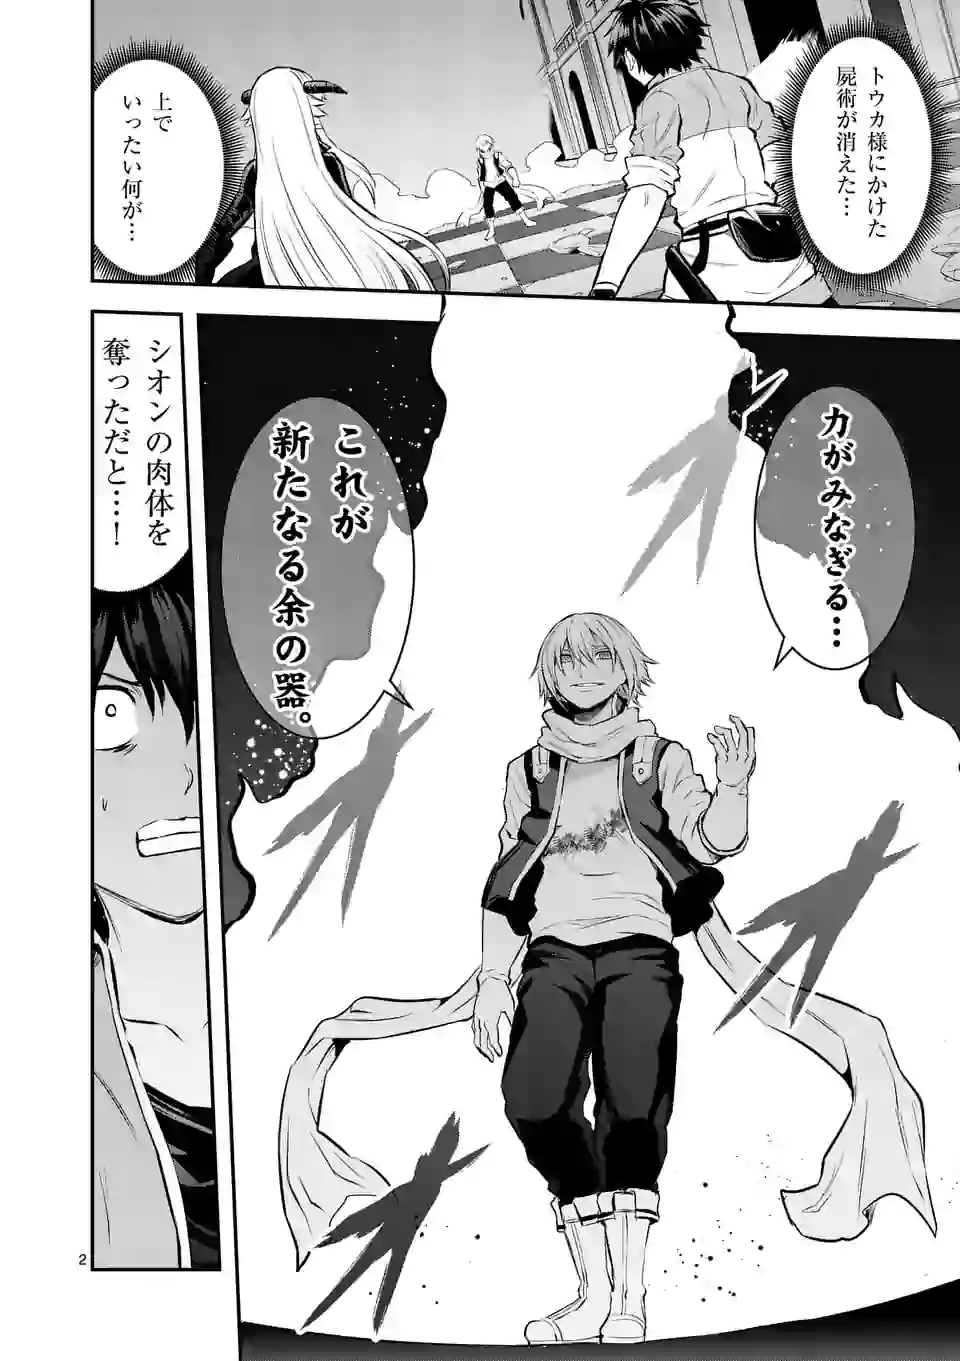 トウカ様にかけた
屍術が消えた…
上で
いったい何が…
力がみなぎる…
これが
新たなる余の器。
シオンの肉体を
奪っただと…！
2